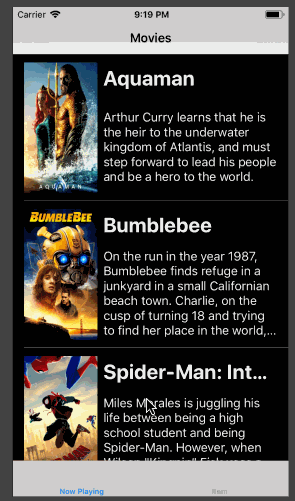 Carrier 9:19 PM
Movies
Aquaman
Arthur Curry learns that he is
the heir to the underwater
kingdom of Atlantis, and must
step forward to lead his people
and be a hero to the world.
AQUAMAN
BUMBLEBEE
Bumblebee
On the run in the year 1987,
Bumblebee finds refuge in a
junkyard in a small Californian
beach town. Charlie, on the
cusp of turning 18 and trying
to find her place in the world,...
Spider-Man: Int...
Miles Morales is juggling his
life between being a high
school student and being
Spider-Man. However, when
Now Playing
Item